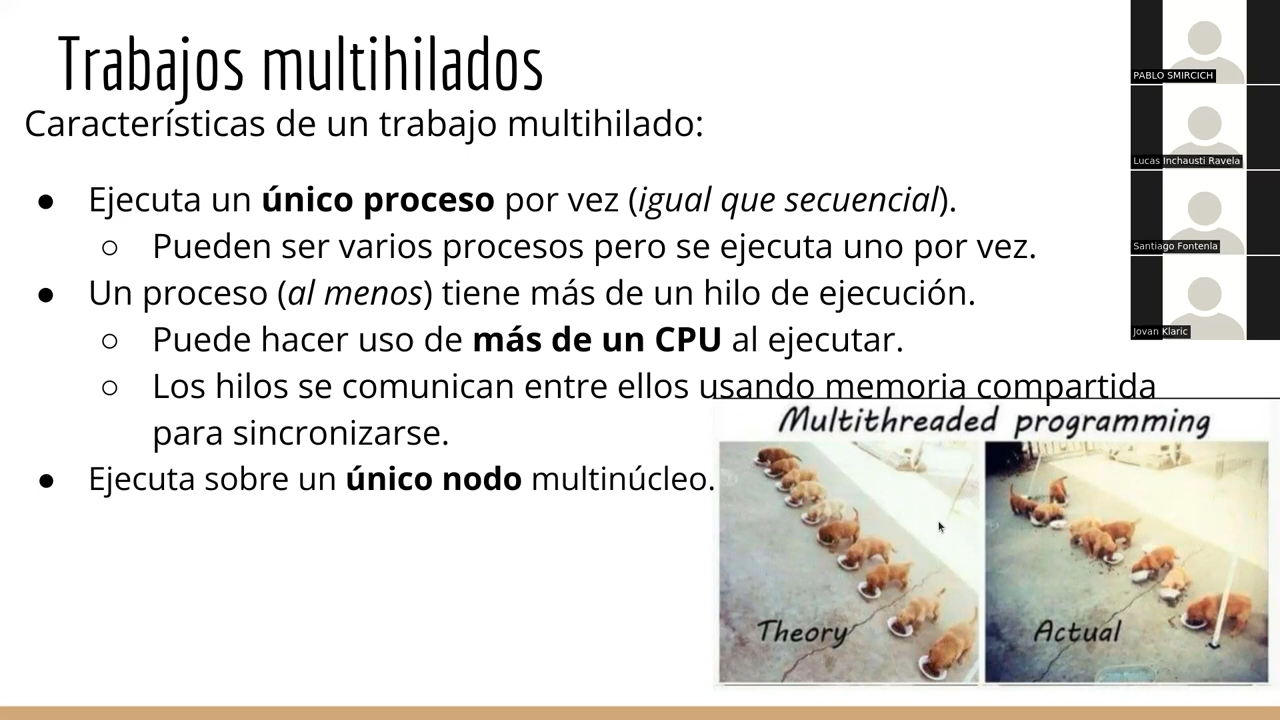 Trabajos multihilados
Características de un trabajo multihilado:
● Ejecuta un único proceso por vez (igual que secuencial).
○ Pueden ser varios procesos pero se ejecuta uno por vez.
● Un proceso (al menos) tiene más de un hilo de ejecución.
○ Puede hacer uso de más de un CPU al ejecutar.
○ Los hilos se comunican entre ellos usando memoria compartida
para sincronizarse.
● Ejecuta sobre un único nodo multinúcleo.
Multithreaded programming
Theory
Actual
PABLO SMIRCICH
Lucas Inchausti Ravela
Santiago Fontenla
Jovan Klaric